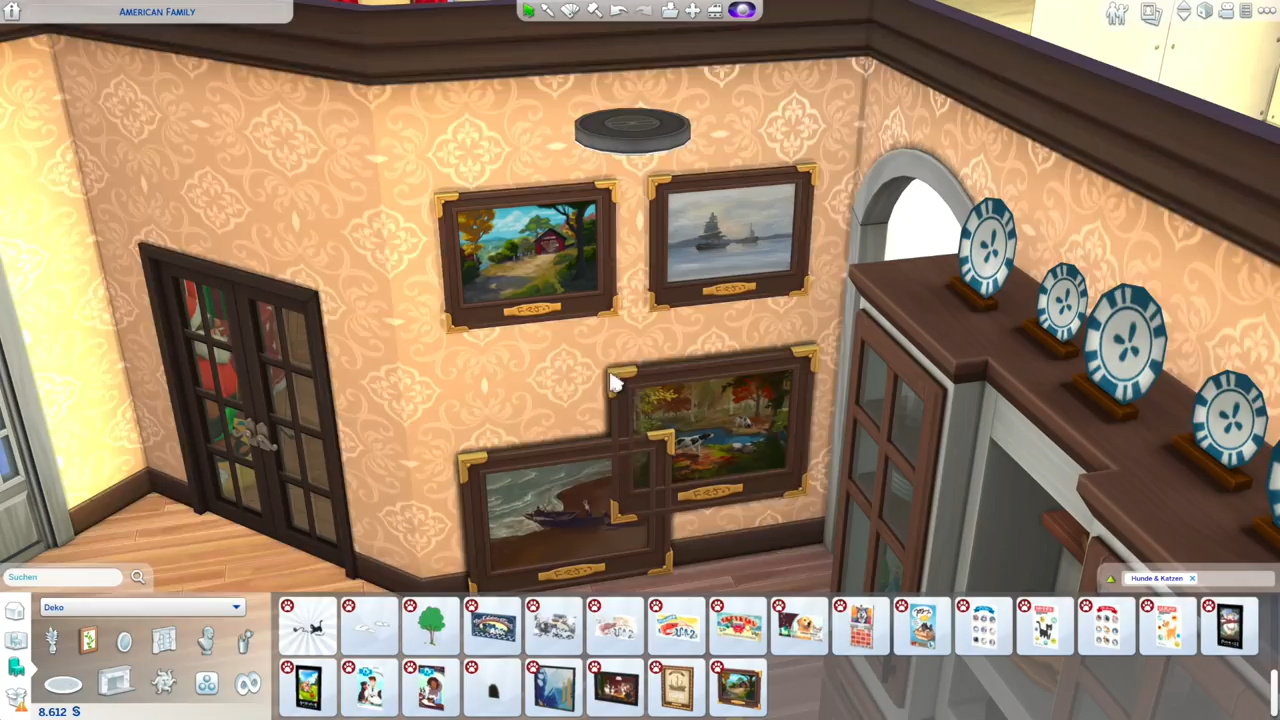 AMERICAN FAMILY
Suchen
Hunde & Katzen
Deko
8.612 $